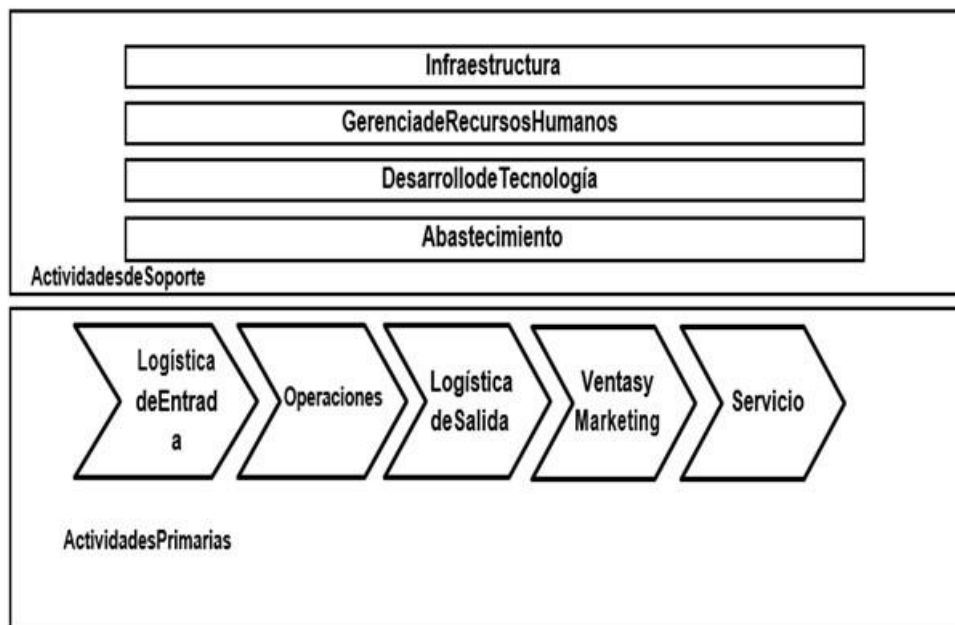 Infraestructura
GerenciadeRecursosHumanos
DesarrollodeTecnología
Abastecimiento
ActividadesdeSoporte
Logística
deEntrad
a
Operaciones
Logística
deSalida
Ventasy
Marketing
Servicio
ActividadesPrimarias